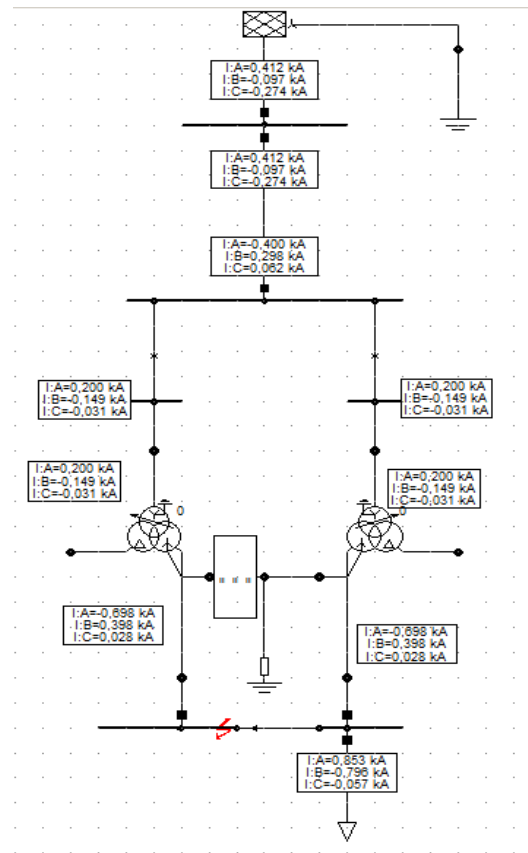 I:A=0,412 kA
I:B=-0,097 kA
I:C=-0,274 kA
I:A=0,412 kA
I:B=-0,097 kA
I:C=-0,274 kA
I:A=-0,400 kA
I:B=0,298 kA
I:C=0,062 kA
I:A=0,200 kA
I:B=-0,149 kA
I:C=-0,031 kA
I:A=0,200 kA
I:B=-0,149 kA
I:C=-0,031 kA
I:A=0,200 kA
I:B=-0,149 kA
I:C=-0,031 kA
I:A=0,200 kA
I:B=-0,149 kA
I:C=-0,031 kA
0
0
I:A=-0,698 kA
I:B=0,398 kA
I:C=0,028 kA
I:A=-0,698 kA
I:B=0,398 kA
I:C=0,028 kA
I:A=0,853 kA
I:B=-0,796 kA
I:C=-0,057 kA